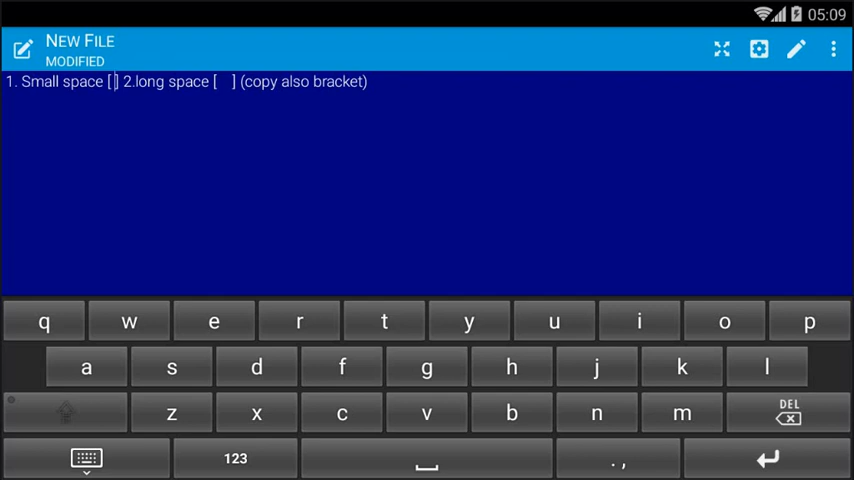 05:09
NEW FILE
MODIFIED
1. Small space [ ] 2.long space [   ] (copy also bracket)
q w e r t y u i o p
a s d f g h j k l
z x c v b n m DEL
123 . ,